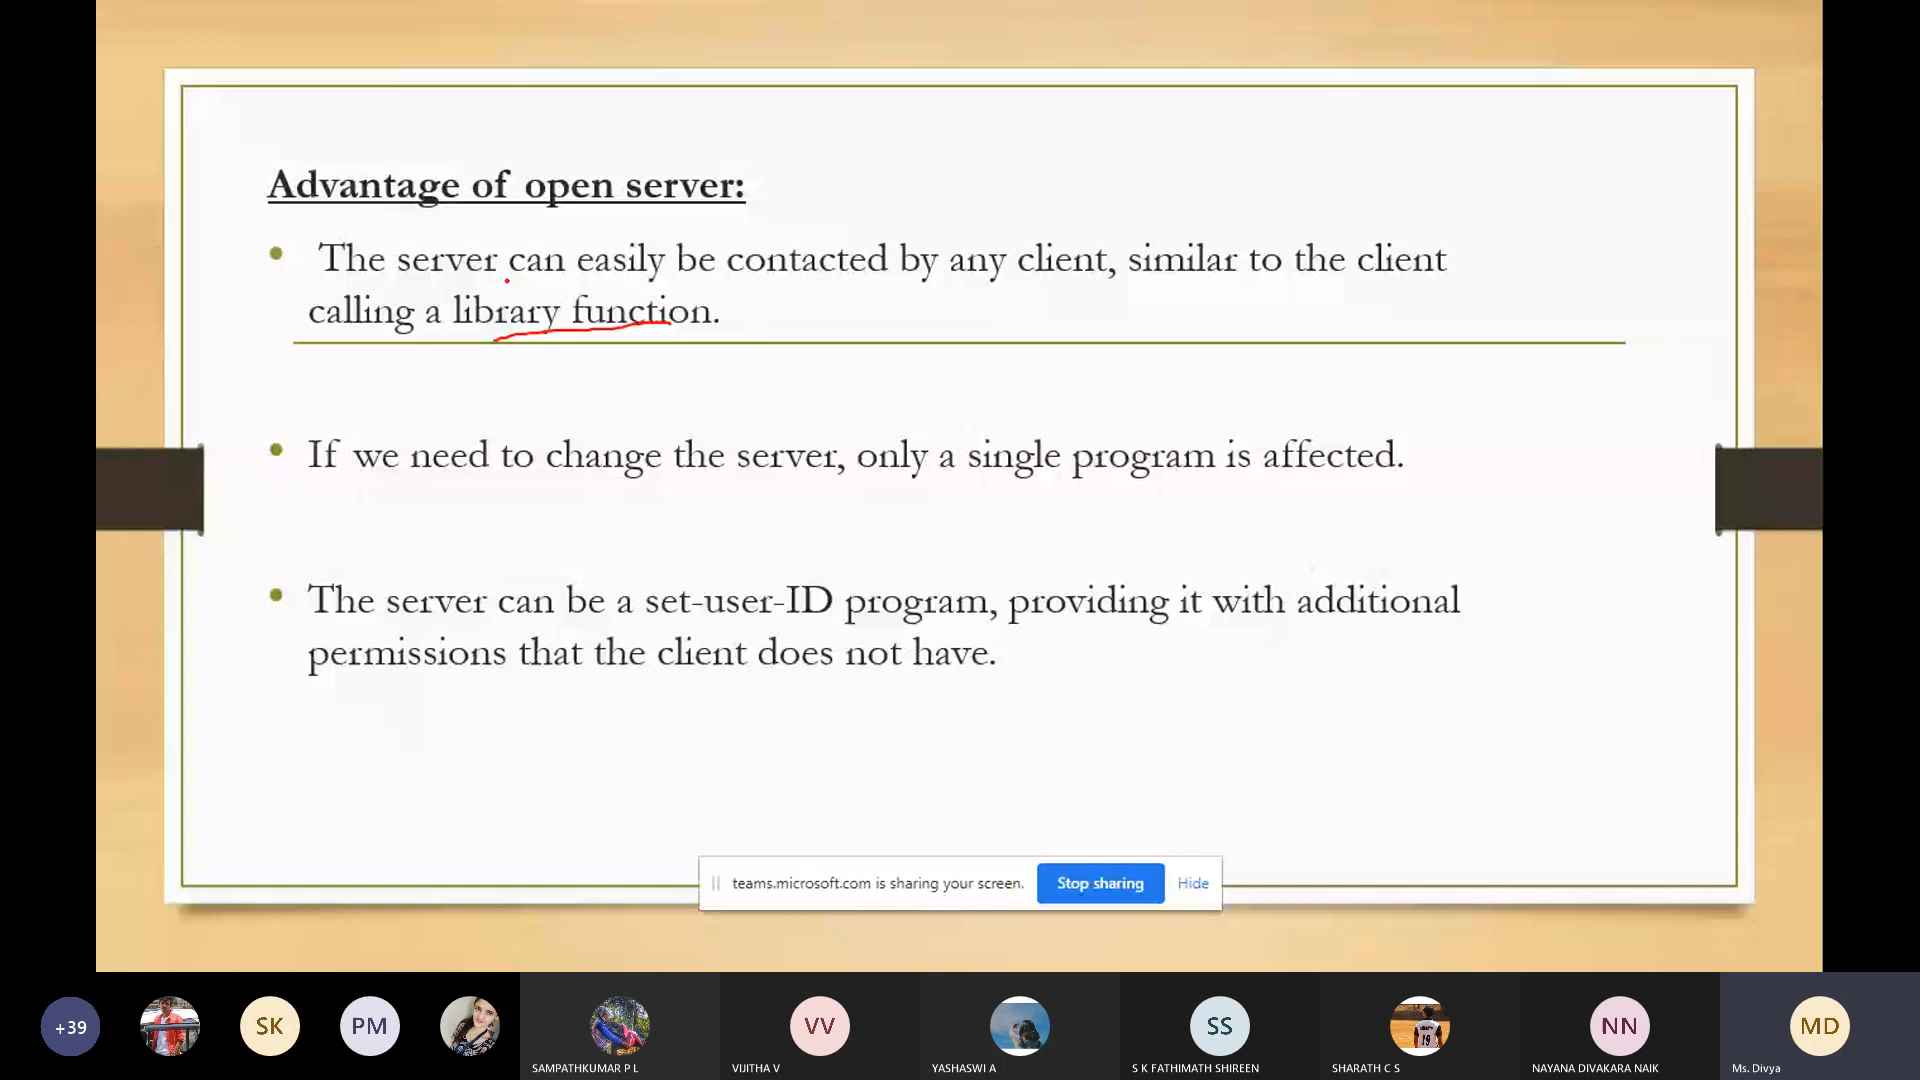 Advantage of open server:
The server can easily be contacted by any client, similar to the client
calling a library function.
If we need to change the server, only a single program is affected.
The server can be a set-user-ID program, providing it with additional
permissions that the client does not have.
teams.microsoft.com is sharing your screen. Stop sharing Hide
+39 SK PM VV SS NN MD
SAMPATHKUMAR P L VIJITHA V YASHASWI A S K FATHIMATH SHIREEN SHARATH C S NAYANA DIVAKARA NAIK Ms. Divya